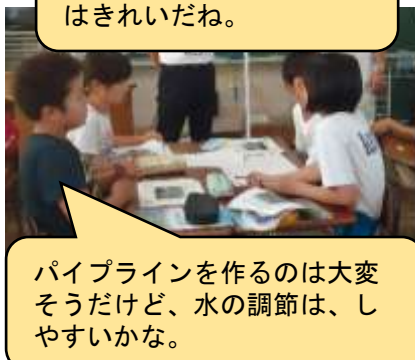 はきれいだね。
パイプラインを作るのは大変
そうだけど、水の調節は、し
やすいかな。